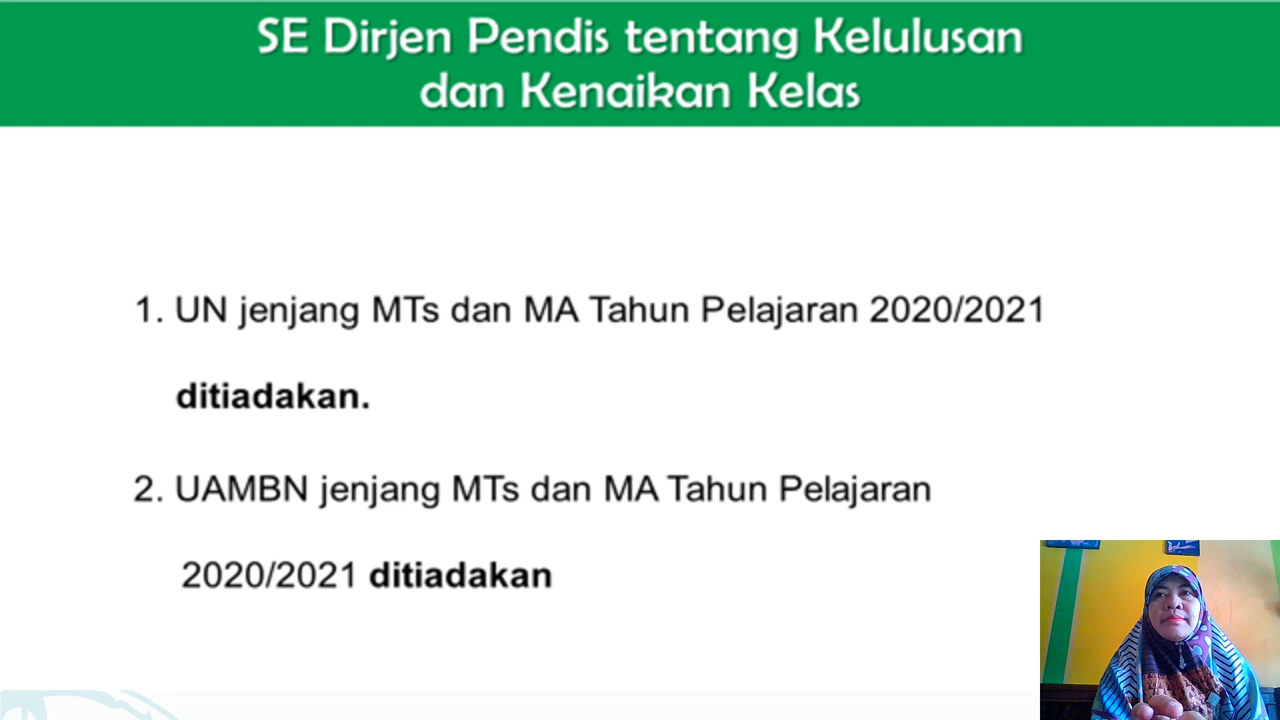 SE Dirjen Pendis tentang Kelulusan
dan Kenaikan Kelas
1. UN jenjang MTs dan MA Tahun Pelajaran 2020/2021
ditiadakan.
2. UAMBN jenjang MTs dan MA Tahun Pelajaran
2020/2021 ditiadakan